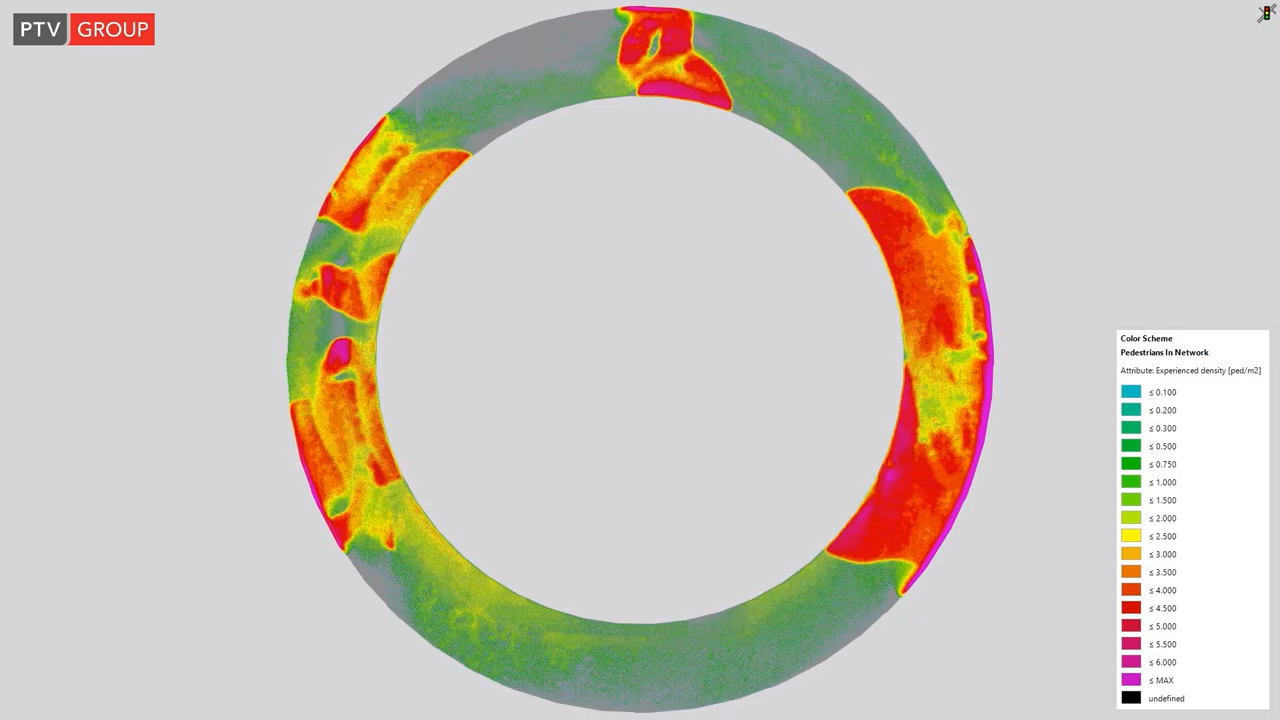 PTV GROUP
Color Scheme
Pedestrians In Network
Attribute: Experienced density [ped/m2]
≤ 0.100
≤ 0.200
≤ 0.300
≤ 0.500
≤ 0.750
≤ 1.000
≤ 1.500
≤ 2.000
≤ 2.500
≤ 3.000
≤ 3.500
≤ 4.000
≤ 4.500
≤ 5.000
≤ 5.500
≤ 6.000
≤ MAX
undefined